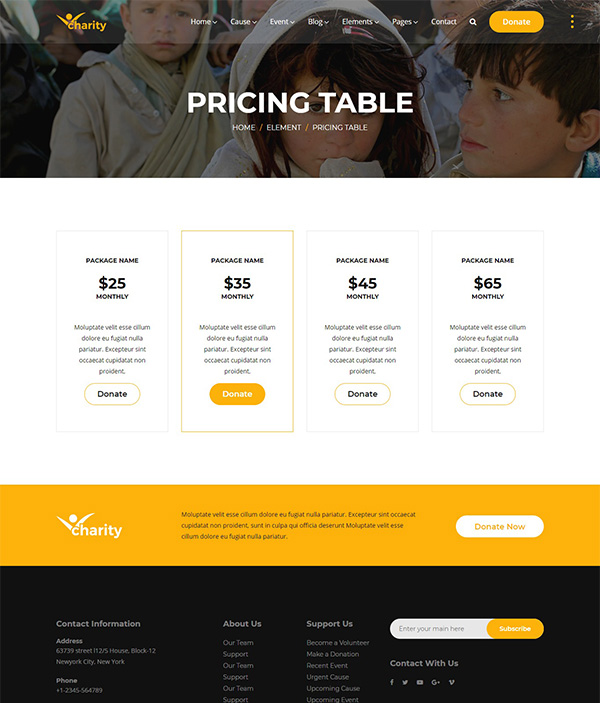 charity
Home Cause Event Blog Elements Pages Contact Donate
PRICING TABLE
HOME / ELEMENT / PRICING TABLE
PACKAGE NAME
$25
MONTHLY
Moluptate velit esse cillum
dolore eu fugiat nulla
pariatur. Excepteur sint
occaecat cupidatat non
proident,
Donate
PACKAGE NAME
$35
MONTHLY
Moluptate velit esse cillum
dolore eu fugiat nulla
pariatur. Excepteur sint
occaecat cupidatat non
proident,
Donate
PACKAGE NAME
$45
MONTHLY
Moluptate velit esse cillum
dolore eu fugiat nulla
pariatur. Excepteur sint
occaecat cupidatat non
proident,
Donate
PACKAGE NAME
$65
MONTHLY
Moluptate velit esse cillum
dolore eu fugiat nulla
pariatur. Excepteur sint
occaecat cupidatat non
proident,
Donate
charity
Moluptate velit esse cillum dolore eu fugiat nulla pariatur. Excepteur sint occaecat
cupidatat non proident, sunt in culpa qui officia deserunt Moluptate velit esse
cillum dolore eu fugiat nulla pariatur.
Donate Now
Contact Information
Address
63739 street l12/5 House, Block-12
Newyork City, New York
Phone
+1-2345-564789
About Us
Our Team
Support
Our Team
Support
Our Team
Support
Support Us
Become a Volunteer
Make a Donation
Recent Event
Urgent Cause
Upcoming Cause
Upcoming Event
Enter your main here
Subscribe
Contact With Us